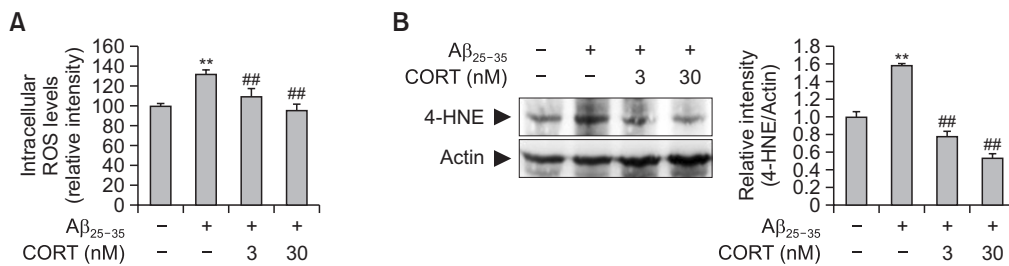 A
Intracellular
ROS levels
(relative intensity)
160
140
120
100
80
60
40
20
0
**
##
##
Aβ25−35 − + + +
CORT (nM) − − 3 30
B
Aβ25−35 − + + +
CORT (nM) − − 3 30
4-HNE
Actin
Relative intensity
(4-HNE/Actin)
1.8
1.6
1.4
1.2
1.0
0.8
0.6
0.4
0.2
0
**
##
##
Aβ25−35 − + + +
CORT (nM) − − 3 30